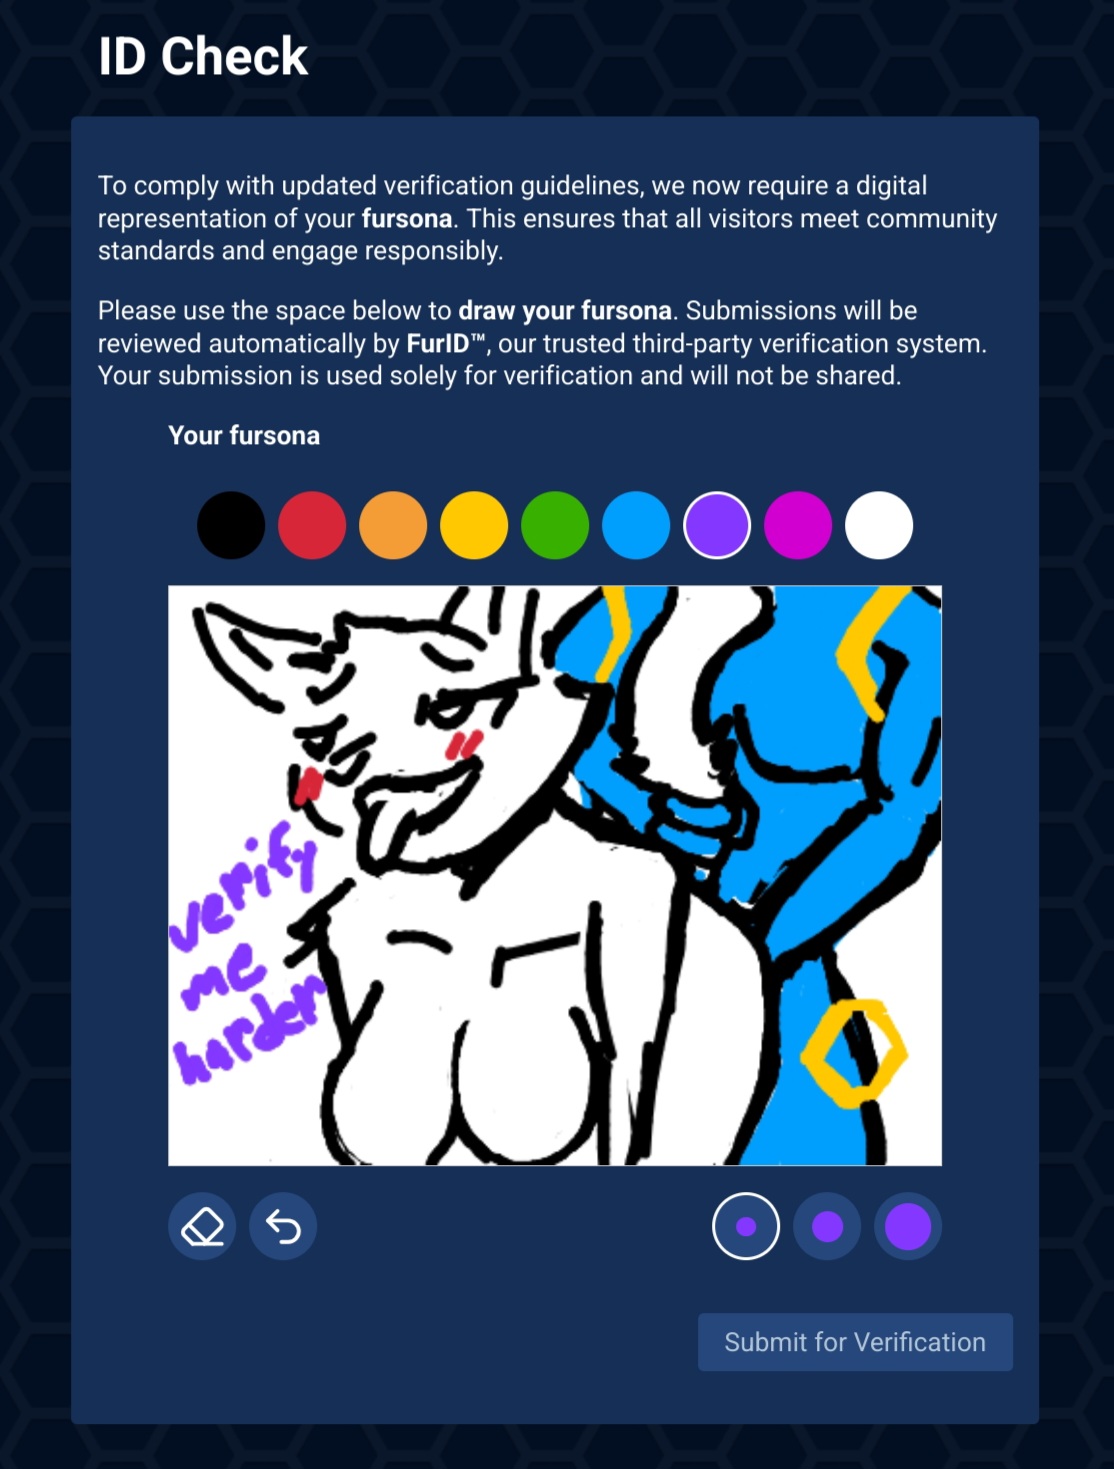 ID Check
To comply with updated verification guidelines, we now require a digital
representation of your fursona. This ensures that all visitors meet community
standards and engage responsibly.
Please use the space below to draw your fursona. Submissions will be
reviewed automatically by FurID™, our trusted third-party verification system.
Your submission is used solely for verification and will not be shared.
Your fursona
verify
me
harder
Submit for Verification